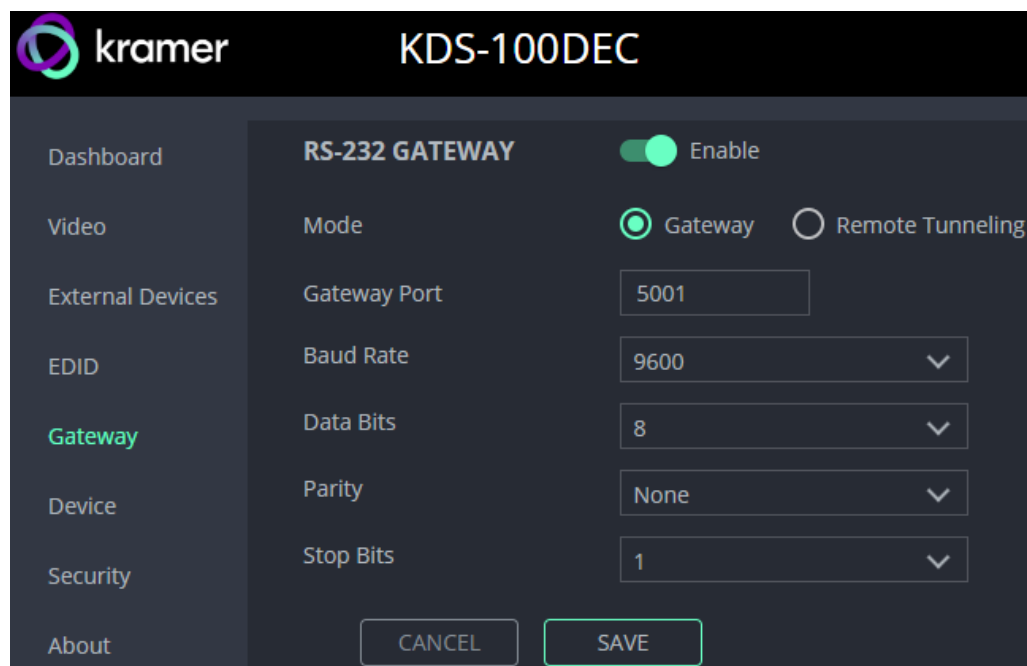 kramer KDS-100DEC
Dashboard
Video
External Devices
EDID
Gateway
Device
Security
About
RS-232 GATEWAY Enable
Mode Gateway Remote Tunneling
Gateway Port 5001
Baud Rate 9600
Data Bits 8
Parity None
Stop Bits 1
CANCEL SAVE